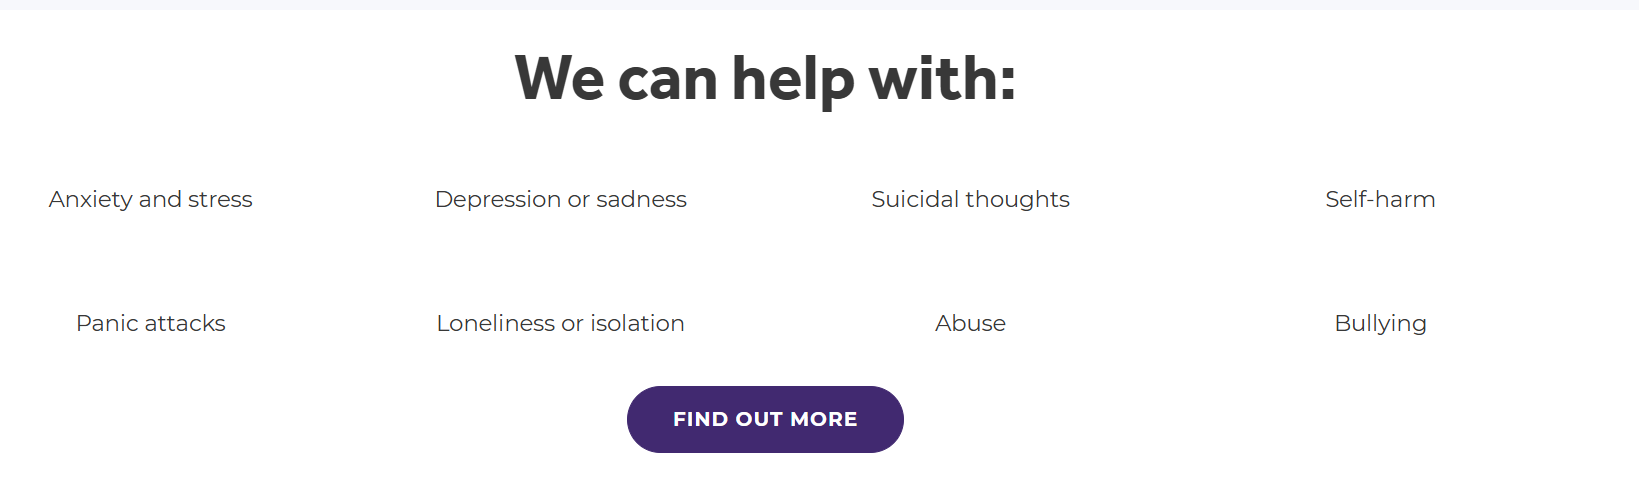 We can help with:
Anxiety and stress
Depression or sadness
Suicidal thoughts
Self-harm
Panic attacks
Loneliness or isolation
Abuse
Bullying
FIND OUT MORE